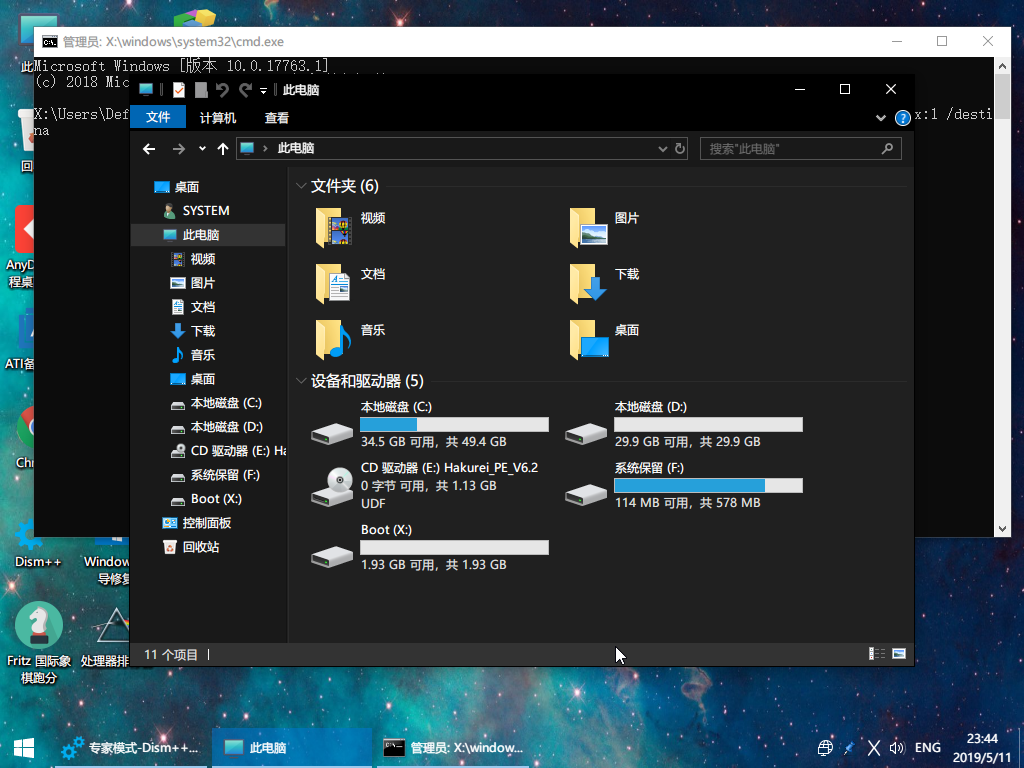 管理员: X:\windows\system32\cmd.exe
Microsoft Windows [版本 10.0.17763.1]
(c) 2018 Mic
X:\Users\Def
x:1 /desti
na
此电脑
文件
计算机
查看
此电脑
搜索"此电脑"
桌面
SYSTEM
此电脑
视频
图片
文档
下载
音乐
桌面
本地磁盘 (C:)
本地磁盘 (D:)
CD 驱动器 (E:) Ha
系统保留 (F:)
Boot (X:)
控制面板
回收站
文件夹 (6)
视频
图片
文档
下载
音乐
桌面
设备和驱动器 (5)
本地磁盘 (C:)
34.5 GB 可用，共 49.4 GB
本地磁盘 (D:)
29.9 GB 可用，共 29.9 GB
CD 驱动器 (E:) Hakurei_PE_V6.2
0 字节 可用，共 1.13 GB
UDF
系统保留 (F:)
114 MB 可用，共 578 MB
Boot (X:)
1.93 GB 可用，共 1.93 GB
11 个项目
此
回
AnyD
程桌
ATI备
Chr
Dism++
Window
导修复
Fritz 国际象
棋跑分
处理器排
专家模式-Dism++...
此电脑
管理员: X:\window...
ENG
23:44
2019/5/11